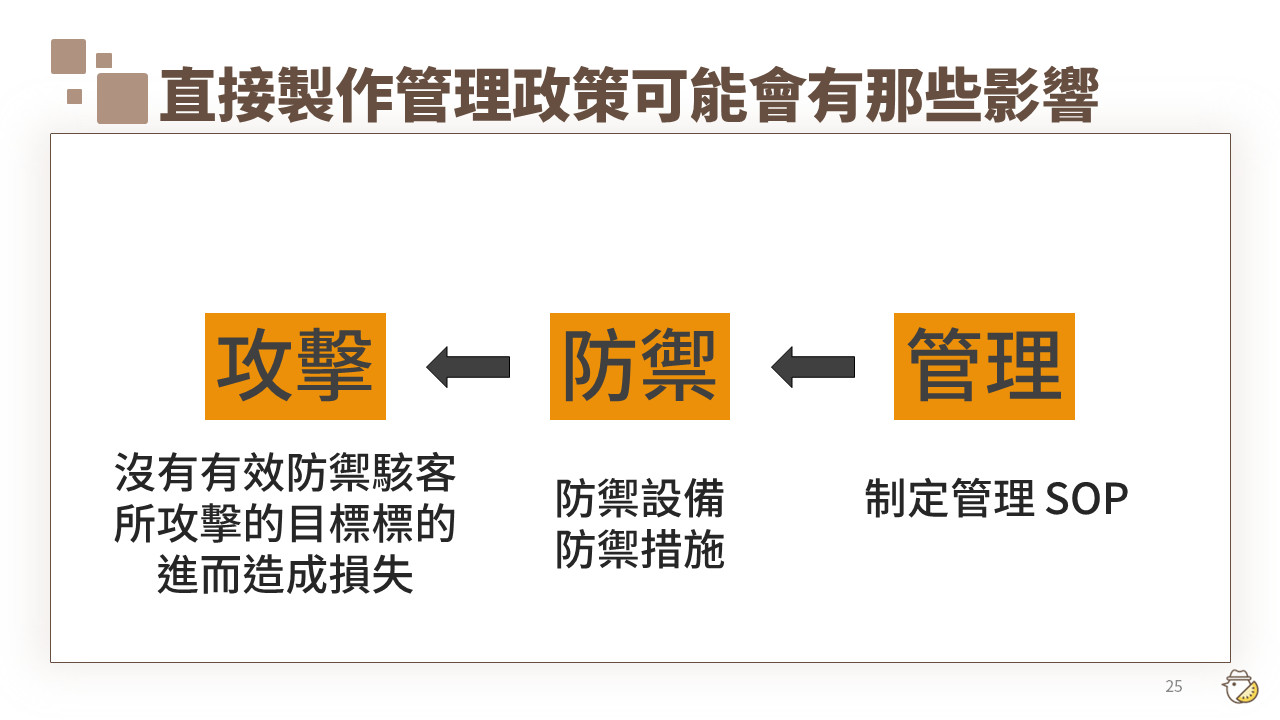 直接製作管理政策可能會有那些影響
攻擊
防禦
管理
沒有有效防禦駭客
所攻擊的目標標的
進而造成損失
防禦設備
防禦措施
制定管理 SOP
25